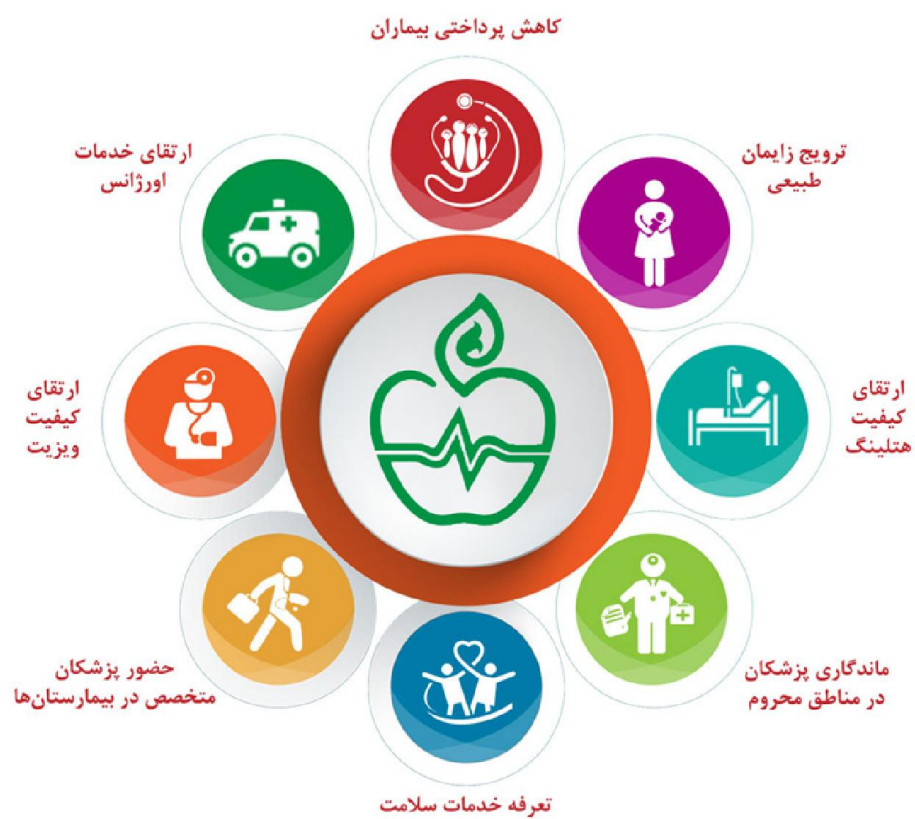 کاهش پرداختی بیماران
ترویج زایمان
طبیعی
ارتقای خدمات
اورژانس
ارتقای
کیفیت
هتلینگ
ارتقای
کیفیت
ویزیت
ماندگاری پزشکان
در مناطق محروم
حضور پزشکان
متخصص در بیمارستان‌ها
تعرفه خدمات سلامت